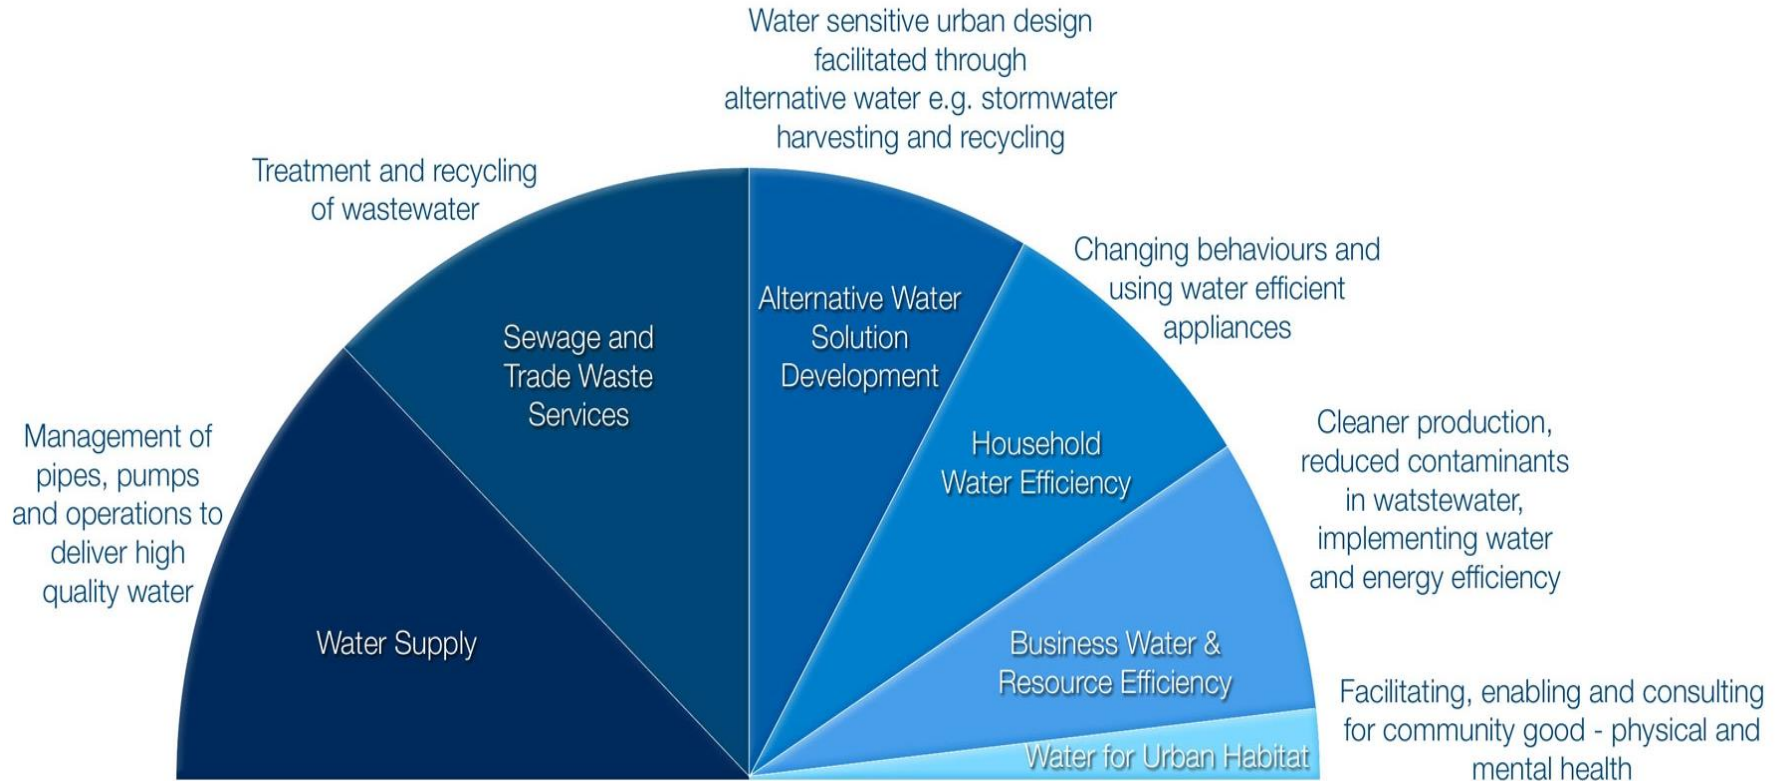 Water sensitive urban design
facilitated through
alternative water e.g. stormwater
harvesting and recycling
Treatment and recycling
of wastewater
Changing behaviours and
using water efficient
appliances
Alternative Water
Solution
Development
Sewage and
Trade Waste
Services
Management of
pipes, pumps
and operations to
deliver high
quality water
Household
Water Efficiency
Cleaner production,
reduced contaminants
in watstewater,
implementing water
and energy efficiency
Water Supply
Business Water &
Resource Efficiency
Facilitating, enabling and consulting
for community good - physical and
mental health
Water for Urban Habitat